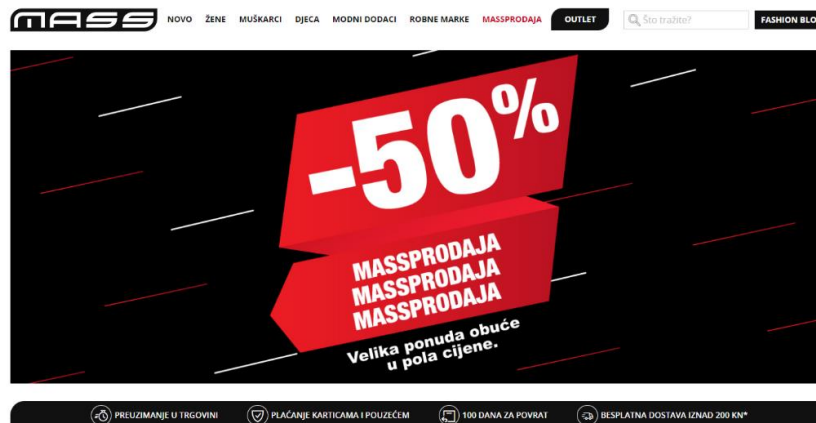 MASS NOVO ŽENE MUŠKARCI DJECA MODNI DODACI ROBNE MARKE MASSPRODAJA OUTLET Što tražite? FASHION BLO
-50%
MASSPRODAJA
MASSPRODAJA
MASSPRODAJA
Velika ponuda obuće
u pola cijene.
PREUZIMANJE U TRGOVINI PLAĆANJE KARTICAMA I POUZEĆEM 100 DANA ZA POVRAT BESPLATNA DOSTAVA IZNAD 200 KN*